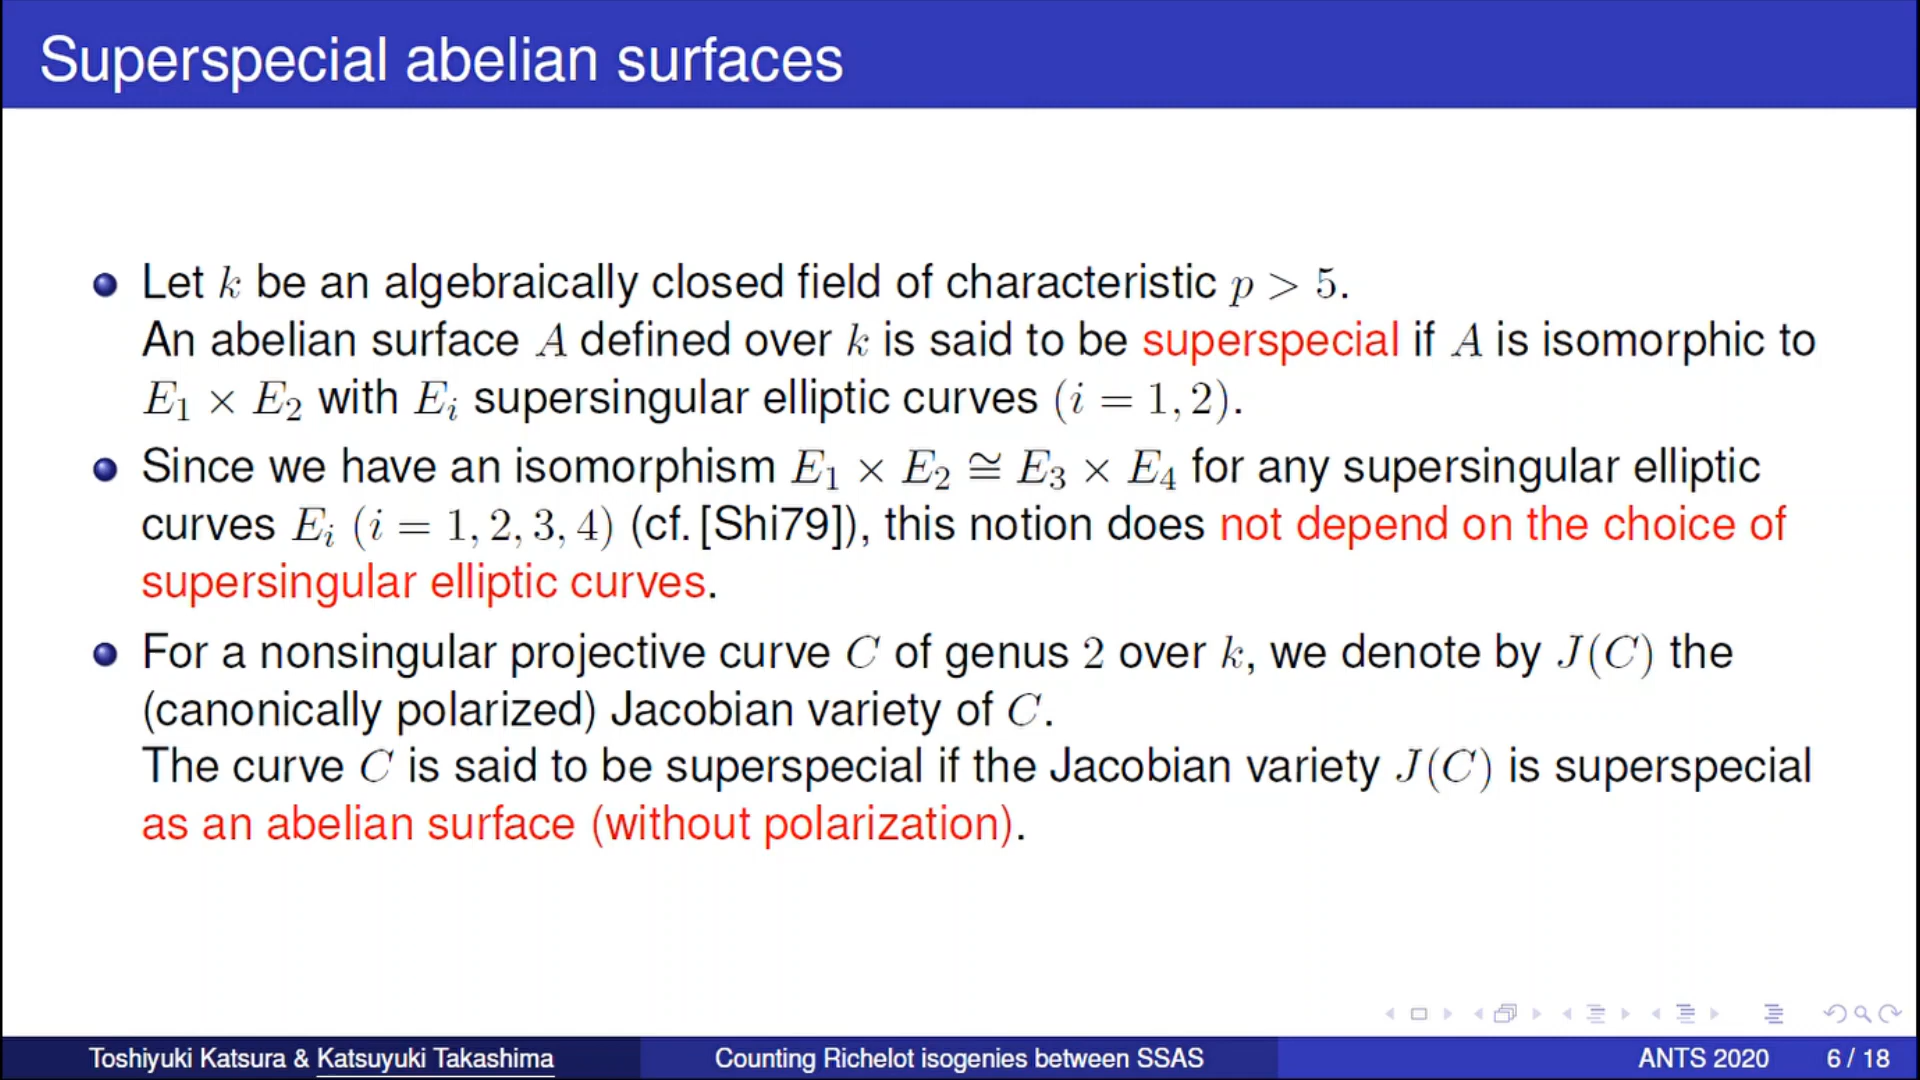 Superspecial abelian surfaces
Let k be an algebraically closed field of characteristic p > 5.
An abelian surface A defined over k is said to be superspecial if A is isomorphic to
E₁ × E₂ with Eᵢ supersingular elliptic curves (i = 1, 2).
Since we have an isomorphism E₁ × E₂ ≅ E₃ × E₄ for any supersingular elliptic
curves Eᵢ (i = 1, 2, 3, 4) (cf. [Shi79]), this notion does not depend on the choice of
supersingular elliptic curves.
For a nonsingular projective curve C of genus 2 over k, we denote by J(C) the
(canonically polarized) Jacobian variety of C.
The curve C is said to be superspecial if the Jacobian variety J(C) is superspecial
as an abelian surface (without polarization).
Toshiyuki Katsura & Katsuyuki Takashima Counting Richelot isogenies between SSAS ANTS 2020 6 / 18